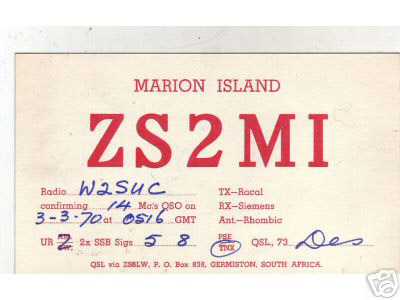 MARION ISLAND
ZS2MI
Radio W2SUC TX—Racal
confirming 14 Mc/s QSO on RX—Siemens
3-3-70 at 0516 GMT Ant.—Rhombic
UR 2x SSB Sigs 5 8 PSE TNX QSL, 73 Des
QSL via ZS6LW, P. O. Box 838, GERMISTON, SOUTH AFRICA.
eBay